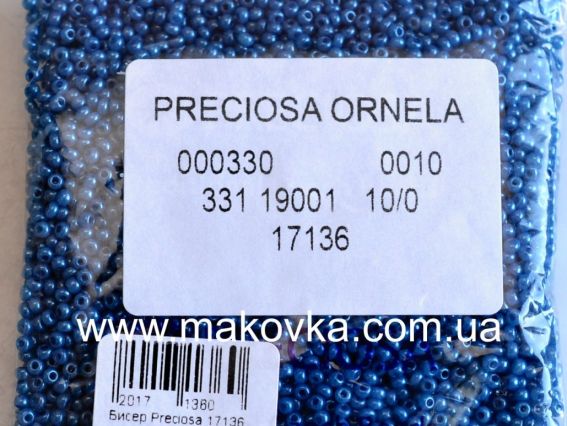 PRECIOSA ORNELA
000330 0010
331 19001 10/0
17136
www.makovka.com.ua
2017 1360
Бисер Preciosa 17136